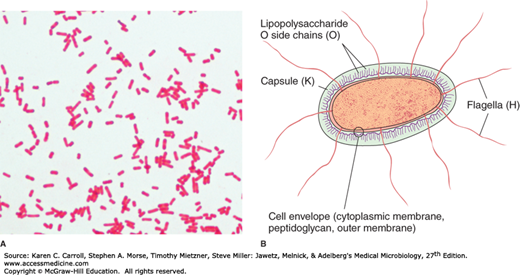 Lipopolysaccharide
O side chains (O)
Capsule (K)
Flagella (H)
Cell envelope (cytoplasmic membrane,
peptidoglycan, outer membrane)
A
B
Source: Karen C. Carroll, Stephen A. Morse, Timothy Mietzner, Steve Miller: Jawetz, Melnick, & Adelberg's Medical Microbiology, 27th Edition.
www.accessmedicine.com
Copyright © McGraw-Hill Education. All rights reserved.